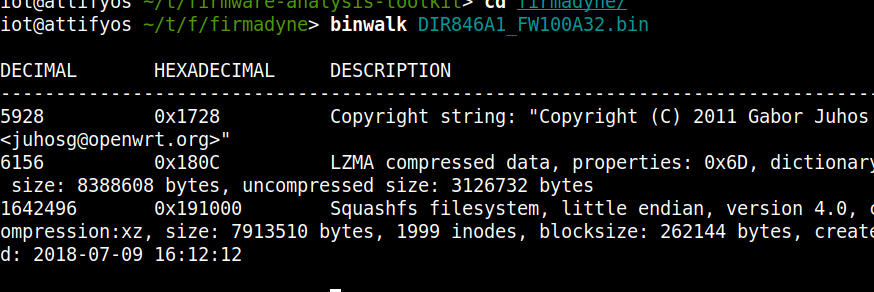 iot@attifyos ~/t/firmware-analysis-toolkit> cd firmadyne/
iot@attifyos ~/t/f/firmadyne> binwalk DIR846A1_FW100A32.bin
DECIMAL       HEXADECIMAL     DESCRIPTION
--------------------------------------------------------------------------------
5928          0x1728          Copyright string: "Copyright (C) 2011 Gabor Juhos
<juhosg@openwrt.org>"
6156          0x180C          LZMA compressed data, properties: 0x6D, dictionary
 size: 8388608 bytes, uncompressed size: 3126732 bytes
1642496       0x191000        Squashfs filesystem, little endian, version 4.0, c
ompression:xz, size: 7913510 bytes, 1999 inodes, blocksize: 262144 bytes, create
d: 2018-07-09 16:12:12